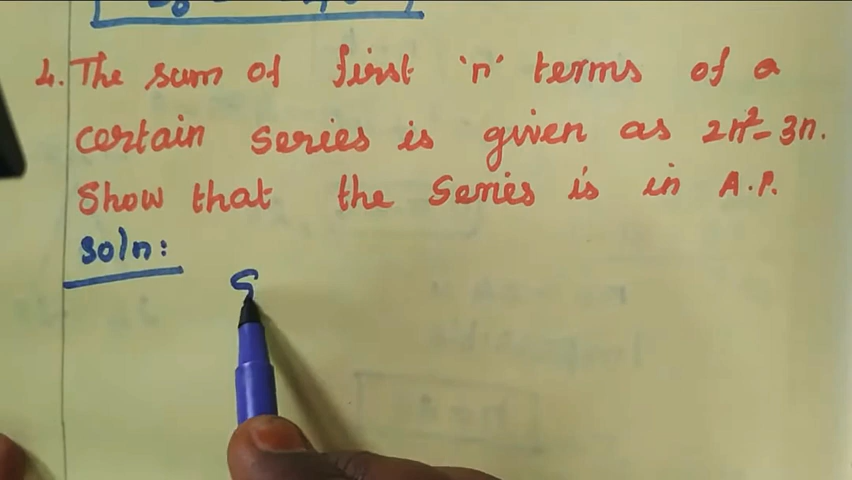 4. The sum of first 'n' terms of a
certain series is given as 2n²- 3n.
Show that the series is in A.P.
Soln:
S